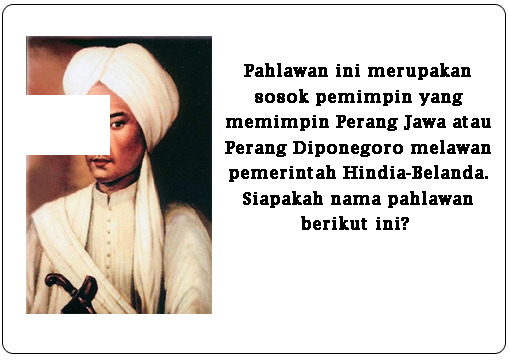 Pahlawan ini merupakan
sosok pemimpin yang
memimpin Perang Jawa atau
Perang Diponegoro melawan
pemerintah Hindia-Belanda.
Siapakah nama pahlawan
berikut ini?